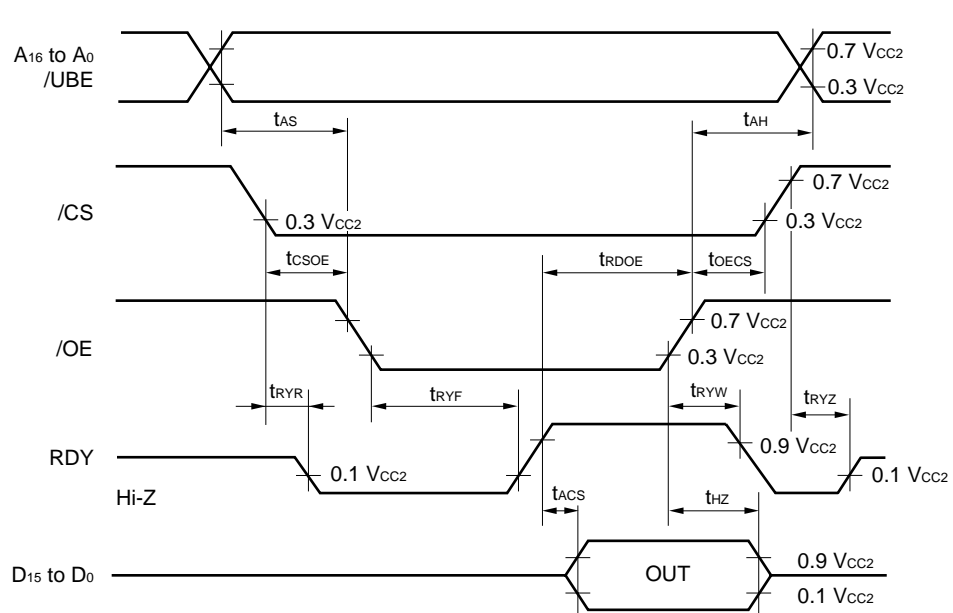 A16 to A0
/UBE
0.7 VCC2
0.3 VCC2
tAS
tAH
/CS
0.3 VCC2
0.7 VCC2
0.3 VCC2
tCSOE
tRDOE
tOECS
/OE
0.7 VCC2
0.3 VCC2
tRYR
tRYF
tRYW
tRYZ
RDY
Hi-Z
0.1 VCC2
0.9 VCC2
0.1 VCC2
tACS
tHZ
D15 to D0
OUT
0.9 VCC2
0.1 VCC2